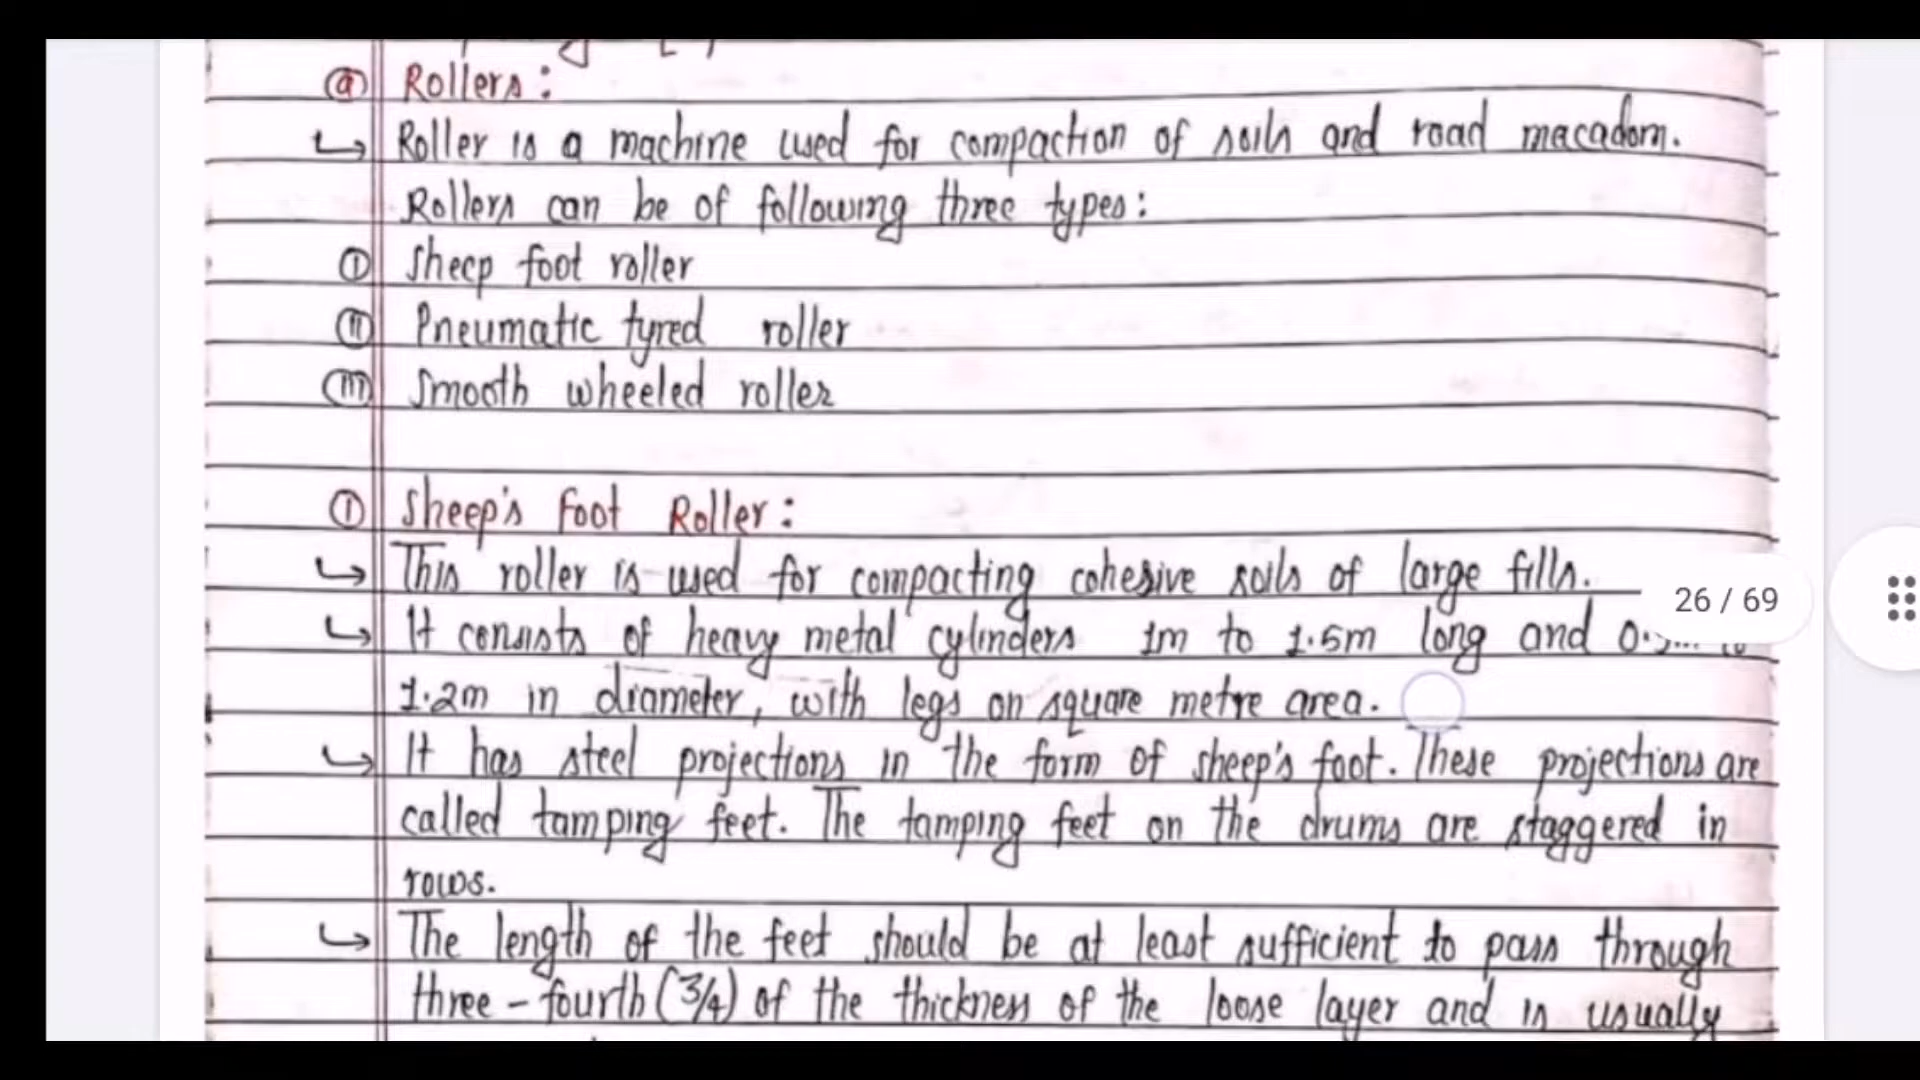 ⓐ Rollers:
↳ Roller is a machine used for compaction of soils and road macadam.
Rollers can be of following three types:
Ⓘ Sheep foot roller
Ⓘⓘ Pneumatic tyred roller
Ⓘⓘⓘ Smooth wheeled roller
Ⓘ Sheep's Foot Roller:
↳ This roller is used for compacting cohesive soils of large fills.
26 / 69
↳ It consists of heavy metal cylinders 1m to 1.5m long and
1.2m in diameter, with legs on square metre area.
↳ It has steel projections in the form of sheep's foot. These projections are
called tamping feet. The tamping feet on the drums are staggered in
rows.
↳ The length of the feet should be at least sufficient to pass through
three - fourth (3/4) of the thickness of the loose layer and is usually